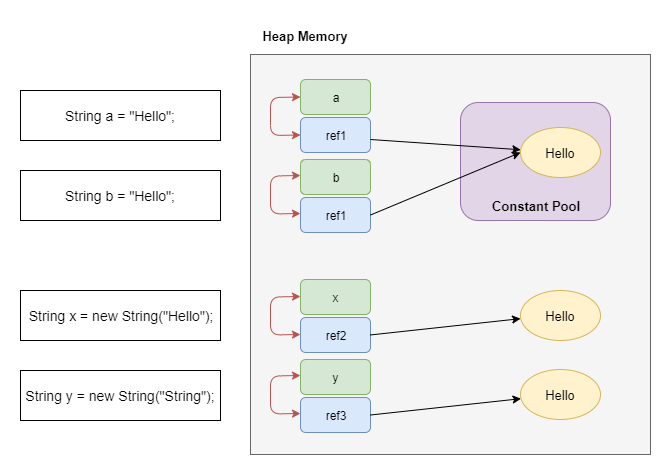 Heap Memory
String a = "Hello";
a
ref1
Hello
Constant Pool
String b = "Hello";
b
ref1
String x = new String("Hello");
x
ref2
Hello
String y = new String("String");
y
ref3
Hello